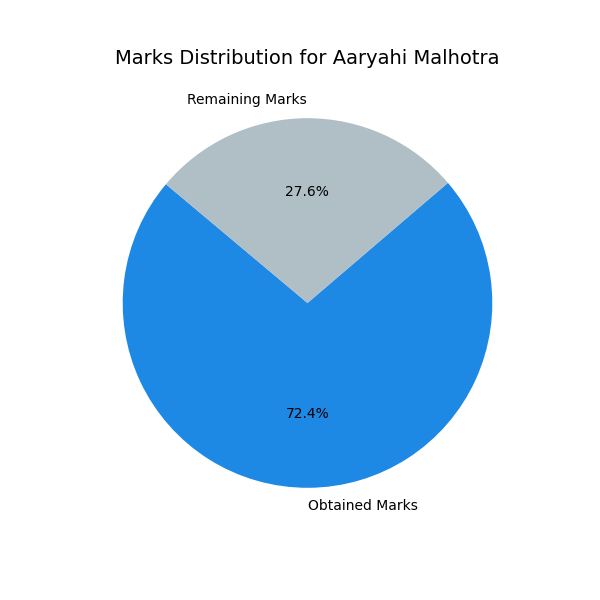 Marks Distribution for Aaryahi Malhotra
Remaining Marks
27.6%
72.4%
Obtained Marks